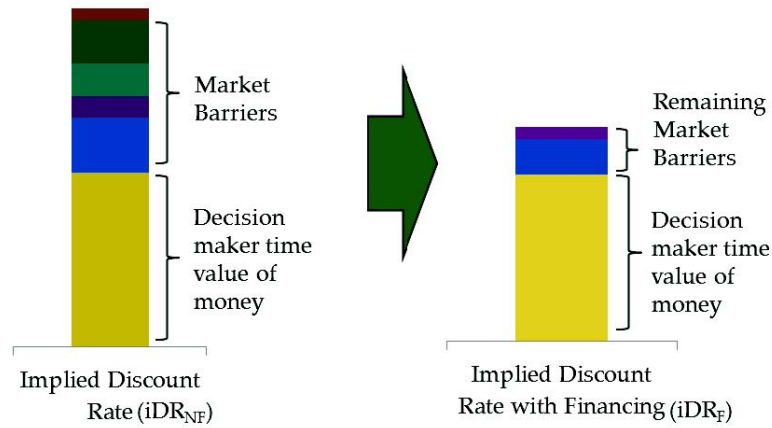 Market
Barriers
Decision
maker time
value of
money
Implied Discount
Rate (iDR_NF)
Remaining
Market
Barriers
Decision
maker time
value of
money
Implied Discount
Rate with Financing (iDR_F)